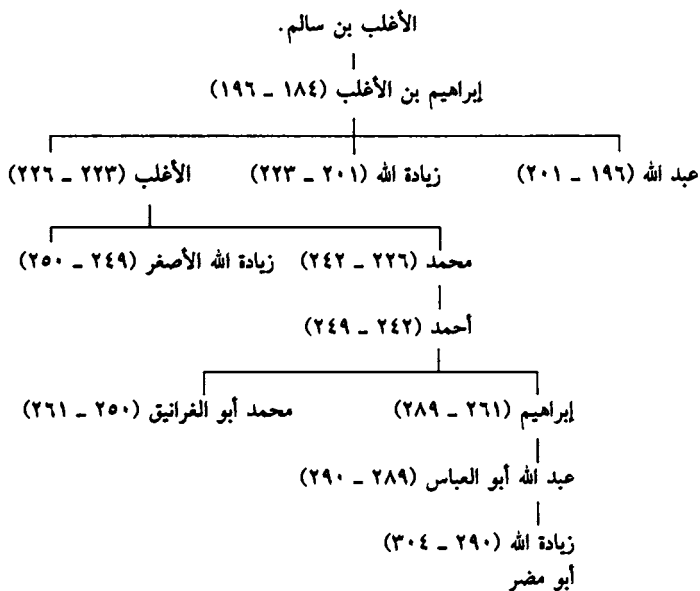 الأغلب بن سالم.
إبراهيم بن الأغلب (١٨٤ - ١٩٦)
عبد الله (١٩٦ - ٢٠١) زيادة الله (٢٠١ - ٢٢٣) الأغلب (٢٢٣ - ٢٢٦)
محمد (٢٢٦ - ٢٤٢) زيادة الله الأصغر (٢٤٩ - ٢٥٠)
أحمد (٢٤٢ - ٢٤٩)
إبراهيم (٢٦١ - ٢٨٩) محمد أبو الغرانيق (٢٥٠ - ٢٦١)
عبد الله أبو العباس (٢٨٩ - ٢٩٠)
زيادة الله (٢٩٠ - ٣٠٤)
أبو مضر